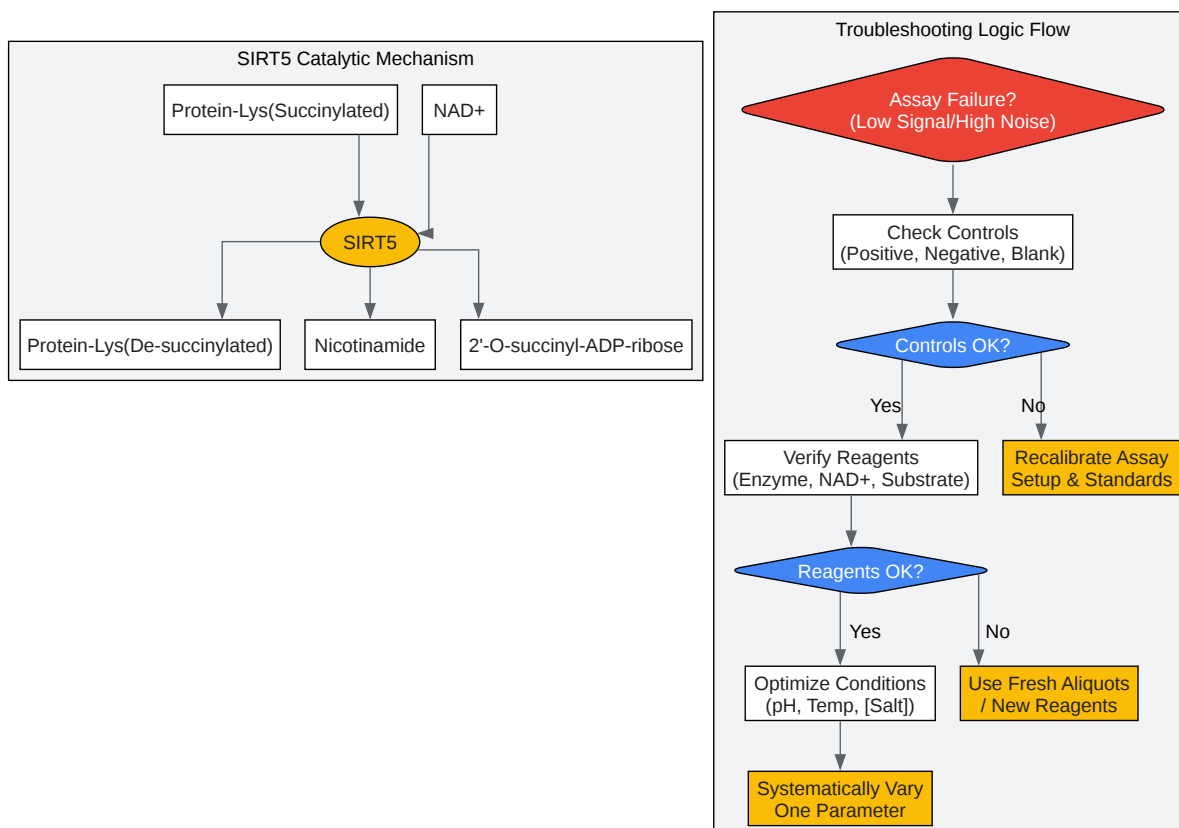 SIRT5 Catalytic Mechanism
Protein-Lys(Succinylated)
NAD+
SIRT5
Protein-Lys(De-succinylated)
Nicotinamide
2'-O-succinyl-ADP-ribose
Troubleshooting Logic Flow
Assay Failure?
(Low Signal/High Noise)
Check Controls
(Positive, Negative, Blank)
Controls OK?
Yes
No
Verify Reagents
(Enzyme, NAD+, Substrate)
Recalibrate Assay
Setup & Standards
Reagents OK?
Yes
No
Optimize Conditions
(pH, Temp, [Salt])
Use Fresh Aliquots
/ New Reagents
Systematically Vary
One Parameter